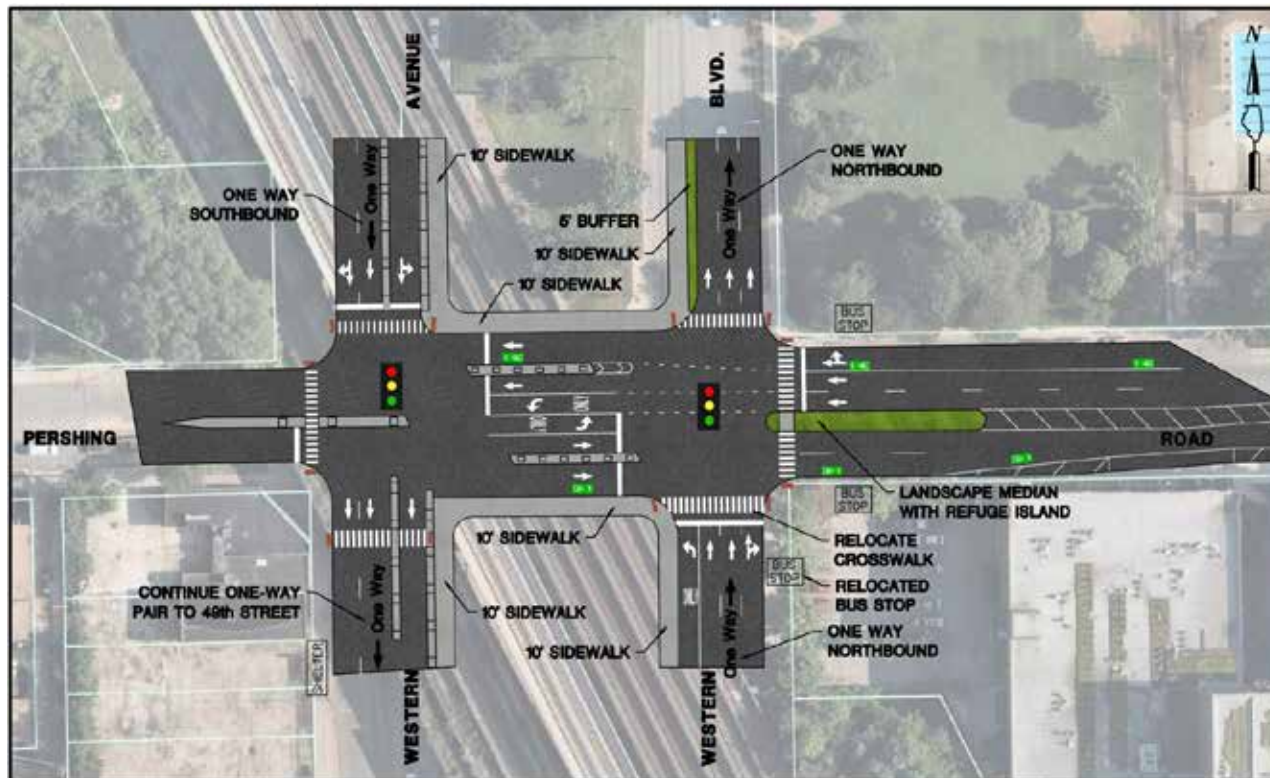 AVENUE
BLVD.
N
10' SIDEWALK
ONE WAY
NORTHBOUND
One Way
One Way
ONE WAY
SOUTHBOUND
5' BUFFER
10' SIDEWALK
10' SIDEWALK
BUS
STOP
ONLY
PERSHING
ROAD
BUS
STOP
LANDSCAPE MEDIAN
WITH REFUGE ISLAND
10' SIDEWALK
RELOCATE
CROSSWALK
BUS
STOP
RELOCATED
BUS STOP
CONTINUE ONE-WAY
PAIR TO 49th STREET
One Way
10' SIDEWALK
10' SIDEWALK
One Way
ONE WAY
NORTHBOUND
SHELTER
WESTERN
WESTERN